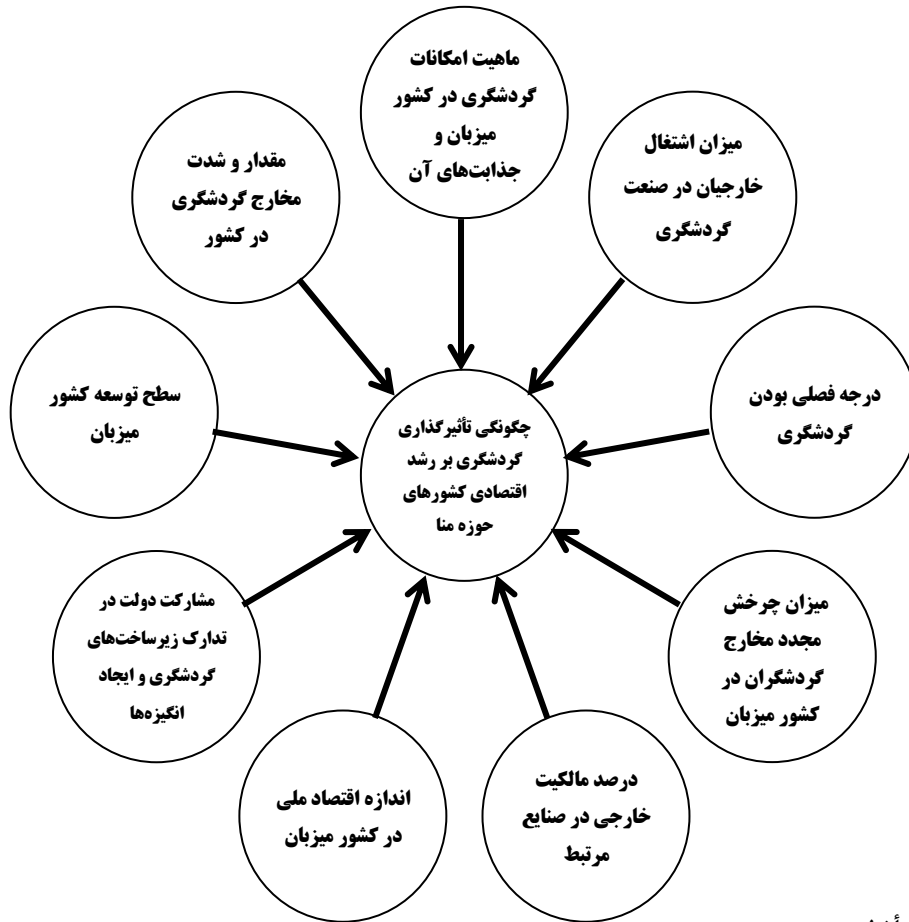 ماهیت امکانات
گردشگری در کشور
میزبان و
جذابت‌های آن
میزان اشتغال
خارجیان در صنعت
گردشگری
مقدار و شدت
مخارج گردشگری
در کشور
درجه فصلی بودن
گردشگری
سطح توسعه کشور
میزبان
چگونگی تأثیرگذاری
گردشگری بر رشد
اقتصادی کشورهای
حوزه منا
میزان چرخش
مجدد مخارج
گردشگران در
کشور میزبان
مشارکت دولت در
تدارک زیرساخت‌های
گردشگری و ایجاد
انگیزه‌ها
درصد مالکیت
خارجی در صنایع
مرتبط
اندازه اقتصاد ملی
در کشور میزبان